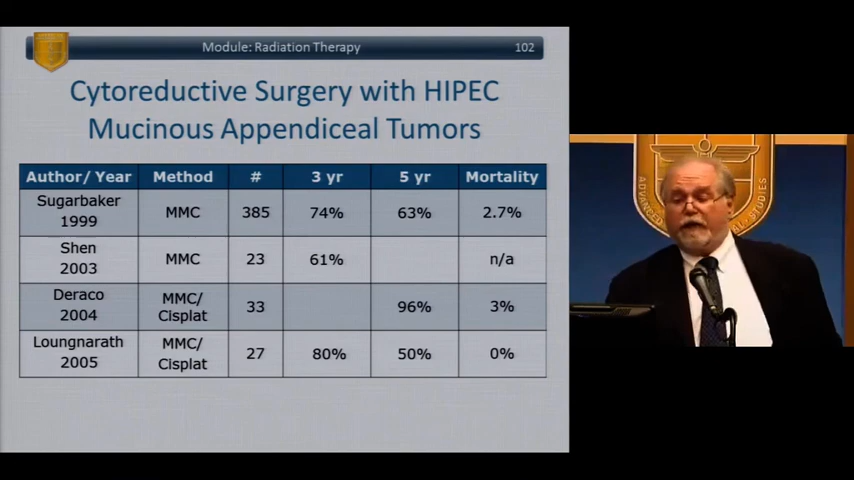 Module: Radiation Therapy 102
Cytoreductive Surgery with HIPEC
Mucinous Appendiceal Tumors
Author/ Year Method # 3 yr 5 yr Mortality
Sugarbaker
1999 MMC 385 74% 63% 2.7%
Shen
2003 MMC 23 61% n/a
Deraco
2004 MMC/
Cisplat 33 96% 3%
Loungnarath
2005 MMC/
Cisplat 27 80% 50% 0%
ADVANCED
STUDIES